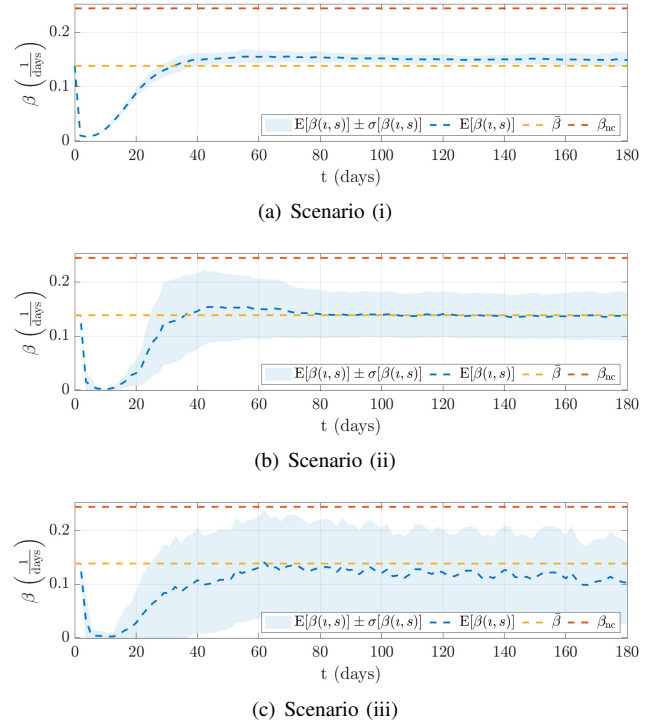 0.2
0.1
0
β (1/days)
E[β(ı, s)] ± σ[β(ı, s)] E[β(ı, s)] β̄ β_nc
0 20 40 60 80 100 120 140 160 180
t (days)
(a) Scenario (i)
0.2
0.1
0
β (1/days)
E[β(ı, s)] ± σ[β(ı, s)] E[β(ı, s)] β̄ β_nc
0 20 40 60 80 100 120 140 160 180
t (days)
(b) Scenario (ii)
0.2
0.1
0
β (1/days)
E[β(ı, s)] ± σ[β(ı, s)] E[β(ı, s)] β̄ β_nc
0 20 40 60 80 100 120 140 160 180
t (days)
(c) Scenario (iii)